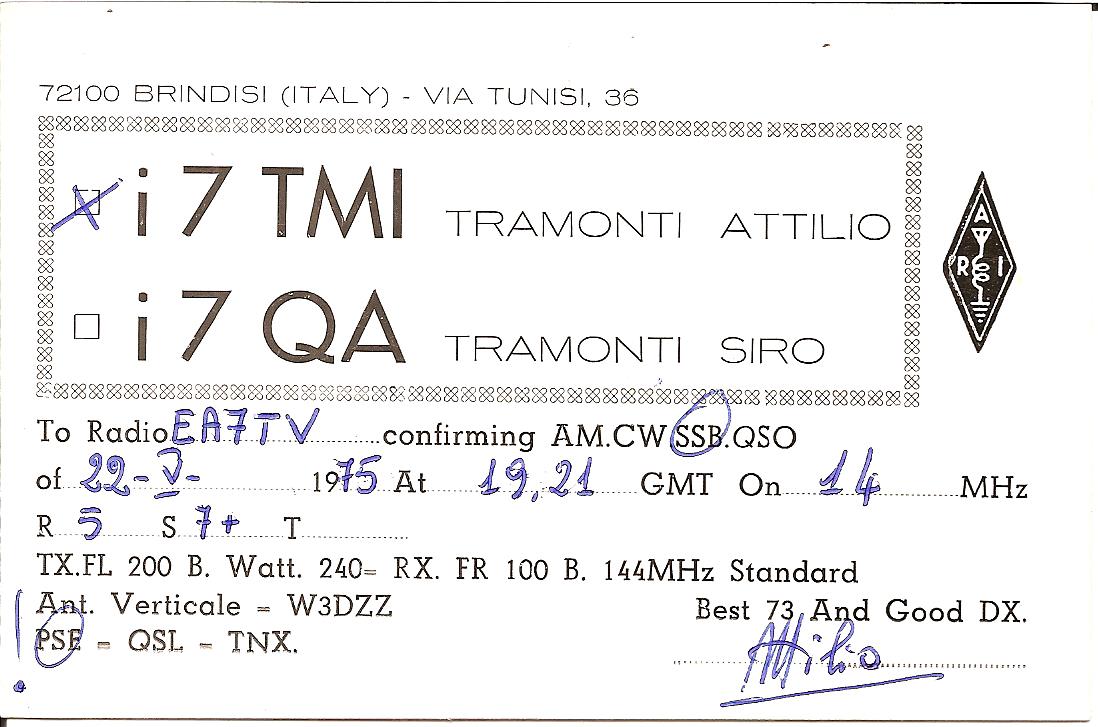 72100 BRINDISI (ITALY) - VIA TUNISI, 36
i 7 TMI TRAMONTI ATTILIO
i 7 QA TRAMONTI SIRO
A
R I
To Radio EA7TV confirming AM.CW.SSB.QSO
of 22-V- 1975 At 19,21 GMT On 14 MHz
R 5 S 7+ T
TX.FL 200 B. Watt. 240= RX. FR 100 B. 144MHz Standard
Ant. Verticale = W3DZZ
Best 73 And Good DX.
! PSE = QSL - TNX.
Attilio